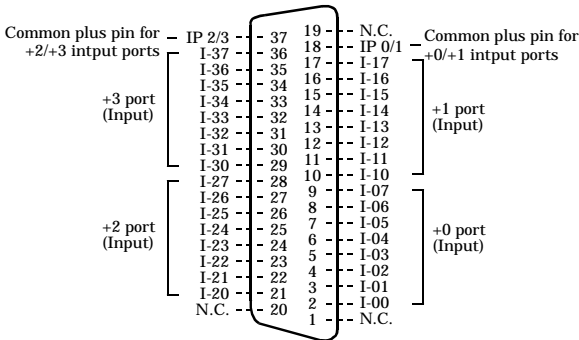 Common plus pin for
+2/+3 intput ports
IP 2/3 37
I-37 36
I-36 35
I-35 34
I-34 33
I-33 32
I-32 31
I-31 30
I-30 29
I-27 28
I-26 27
I-25 26
I-24 25
I-23 24
I-22 23
I-21 22
I-20 21
N.C. 20
+3 port
(Input)
+2 port
(Input)
19 N.C.
18 IP 0/1
17 I-17
16 I-16
15 I-15
14 I-14
13 I-13
12 I-12
11 I-11
10 I-10
9 I-07
8 I-06
7 I-05
6 I-04
5 I-03
4 I-02
3 I-01
2 I-00
1 N.C.
Common plus pin for
+0/+1 intput ports
+1 port
(Input)
+0 port
(Input)